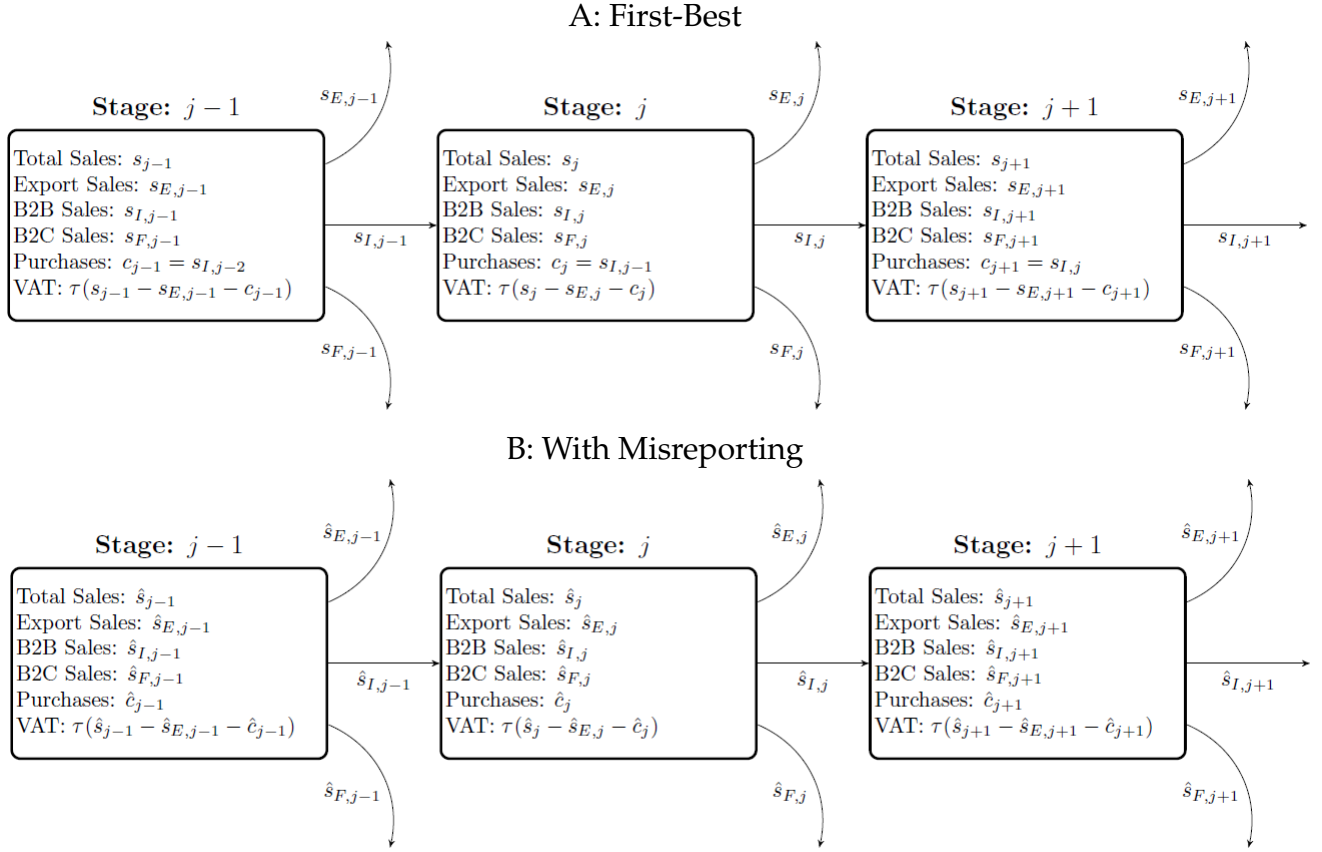 A: First-Best
Stage: j − 1
Total Sales: s_{j−1}
Export Sales: s_{E,j−1}
B2B Sales: s_{I,j−1}
B2C Sales: s_{F,j−1}
Purchases: c_{j−1} = s_{I,j−2}
VAT: τ(s_{j−1} − s_{E,j−1} − c_{j−1})
s_{E,j−1}
s_{I,j−1}
s_{F,j−1}
Stage: j
Total Sales: s_j
Export Sales: s_{E,j}
B2B Sales: s_{I,j}
B2C Sales: s_{F,j}
Purchases: c_j = s_{I,j−1}
VAT: τ(s_j − s_{E,j} − c_j)
s_{E,j}
s_{I,j}
s_{F,j}
Stage: j + 1
Total Sales: s_{j+1}
Export Sales: s_{E,j+1}
B2B Sales: s_{I,j+1}
B2C Sales: s_{F,j+1}
Purchases: c_{j+1} = s_{I,j}
VAT: τ(s_{j+1} − s_{E,j+1} − c_{j+1})
s_{E,j+1}
s_{I,j+1}
s_{F,j+1}
B: With Misreporting
Stage: j − 1
Total Sales: ŝ_{j−1}
Export Sales: ŝ_{E,j−1}
B2B Sales: ŝ_{I,j−1}
B2C Sales: ŝ_{F,j−1}
Purchases: ĉ_{j−1}
VAT: τ(ŝ_{j−1} − ŝ_{E,j−1} − ĉ_{j−1})
ŝ_{E,j−1}
ŝ_{I,j−1}
ŝ_{F,j−1}
Stage: j
Total Sales: ŝ_j
Export Sales: ŝ_{E,j}
B2B Sales: ŝ_{I,j}
B2C Sales: ŝ_{F,j}
Purchases: ĉ_j
VAT: τ(ŝ_j − ŝ_{E,j} − ĉ_j)
ŝ_{E,j}
ŝ_{I,j}
ŝ_{F,j}
Stage: j + 1
Total Sales: ŝ_{j+1}
Export Sales: ŝ_{E,j+1}
B2B Sales: ŝ_{I,j+1}
B2C Sales: ŝ_{F,j+1}
Purchases: ĉ_{j+1}
VAT: τ(ŝ_{j+1} − ŝ_{E,j+1} − ĉ_{j+1})
ŝ_{E,j+1}
ŝ_{I,j+1}
ŝ_{F,j+1}